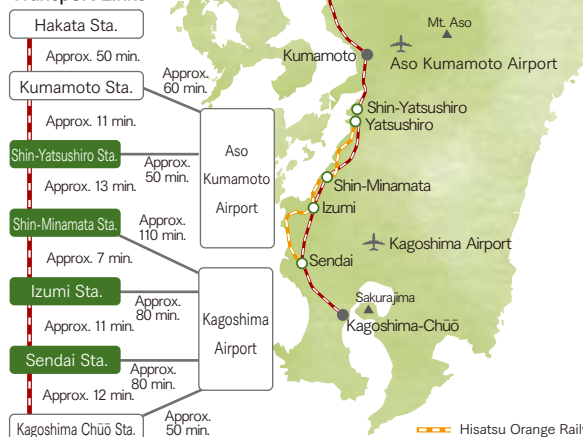 Hakata Sta.
Approx. 50 min.
Kumamoto Sta.
Approx.
60 min.
Approx. 11 min.
Shin-Yatsushiro Sta.
Approx.
50 min.
Aso
Kumamoto
Airport
Approx. 13 min.
Shin-Minamata Sta.
Approx.
110 min.
Approx. 7 min.
Izumi Sta.
Approx.
80 min.
Kagoshima
Airport
Approx. 11 min.
Sendai Sta.
Approx.
80 min.
Approx. 12 min.
Kagoshima Chūō Sta.
Approx.
50 min.
Mt. Aso
Kumamoto
Aso Kumamoto Airport
Shin-Yatsushiro
Yatsushiro
Shin-Minamata
Izumi
Kagoshima Airport
Sendai
Sakurajima
Kagoshima-Chūō
Hisatsu Orange Rail